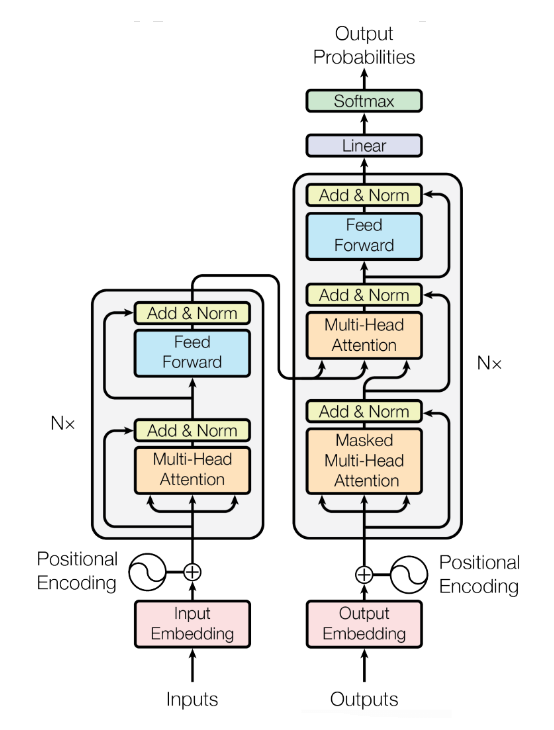 Output
Probabilities
Softmax
Linear
Add & Norm
Feed
Forward
Add & Norm
Multi-Head
Attention
Add & Norm
Masked
Multi-Head
Attention
Nx
Add & Norm
Feed
Forward
Add & Norm
Multi-Head
Attention
Nx
Positional
Encoding
Positional
Encoding
Input
Embedding
Output
Embedding
Inputs
Outputs